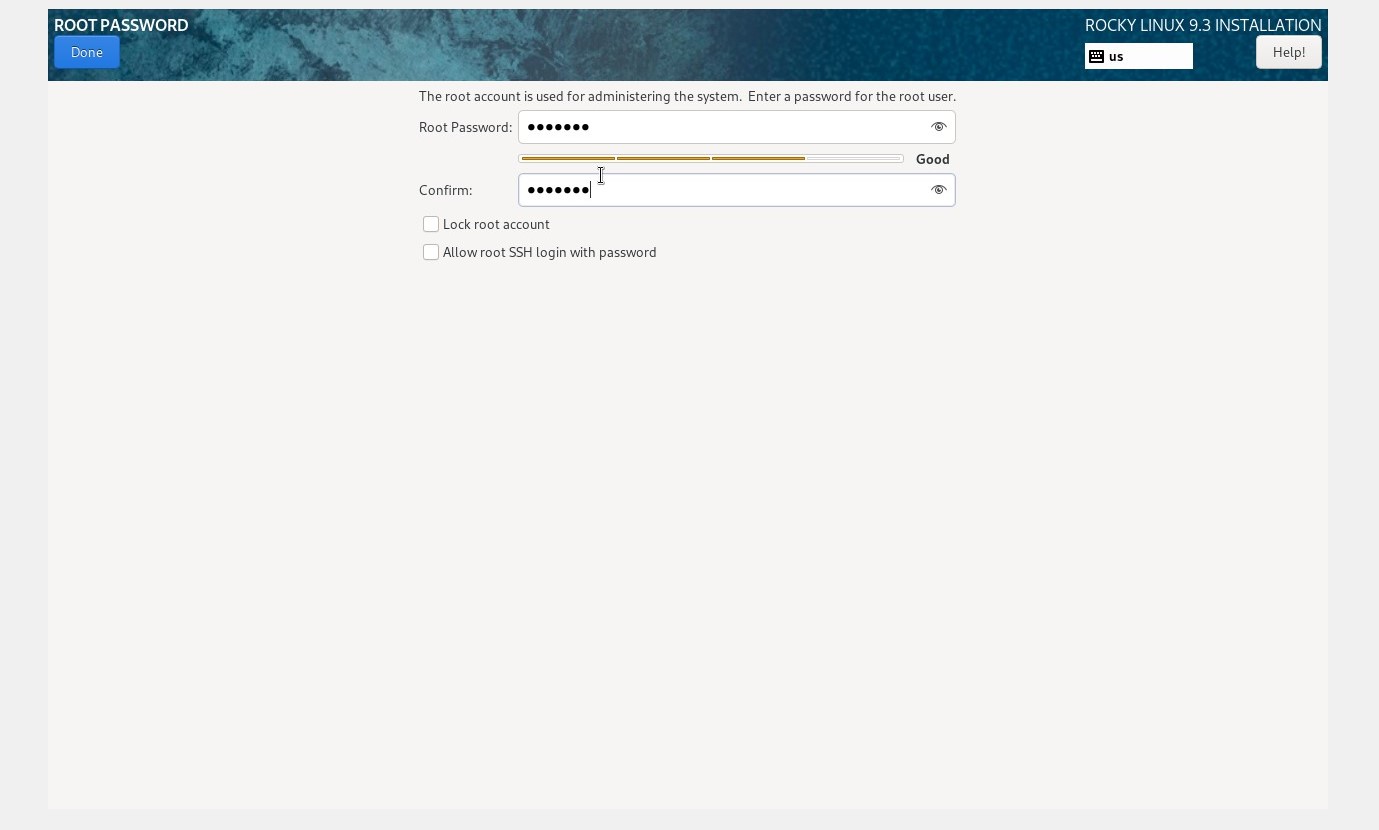 ROOT PASSWORD
ROCKY LINUX 9.3 INSTALLATION
Done
us
Help!
The root account is used for administering the system.  Enter a password for the root user.
Root Password: ●●●●●●●
Good
Confirm: ●●●●●●●
Lock root account
Allow root SSH login with password